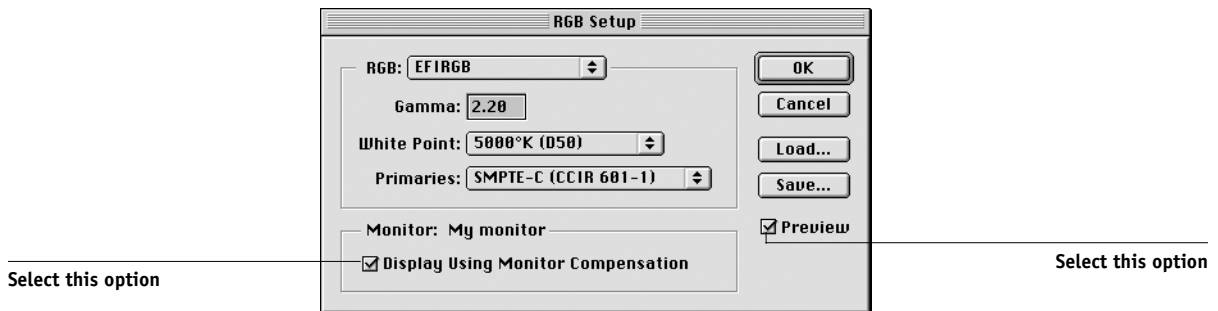 RGB Setup
RGB: EFIRGB
Gamma: 2.20
White Point: 5000°K (D50)
Primaries: SMPTE-C (CCIR 601-1)
OK
Cancel
Load...
Save...
Preview
Monitor: My monitor
Display Using Monitor Compensation
Select this option
Select this option